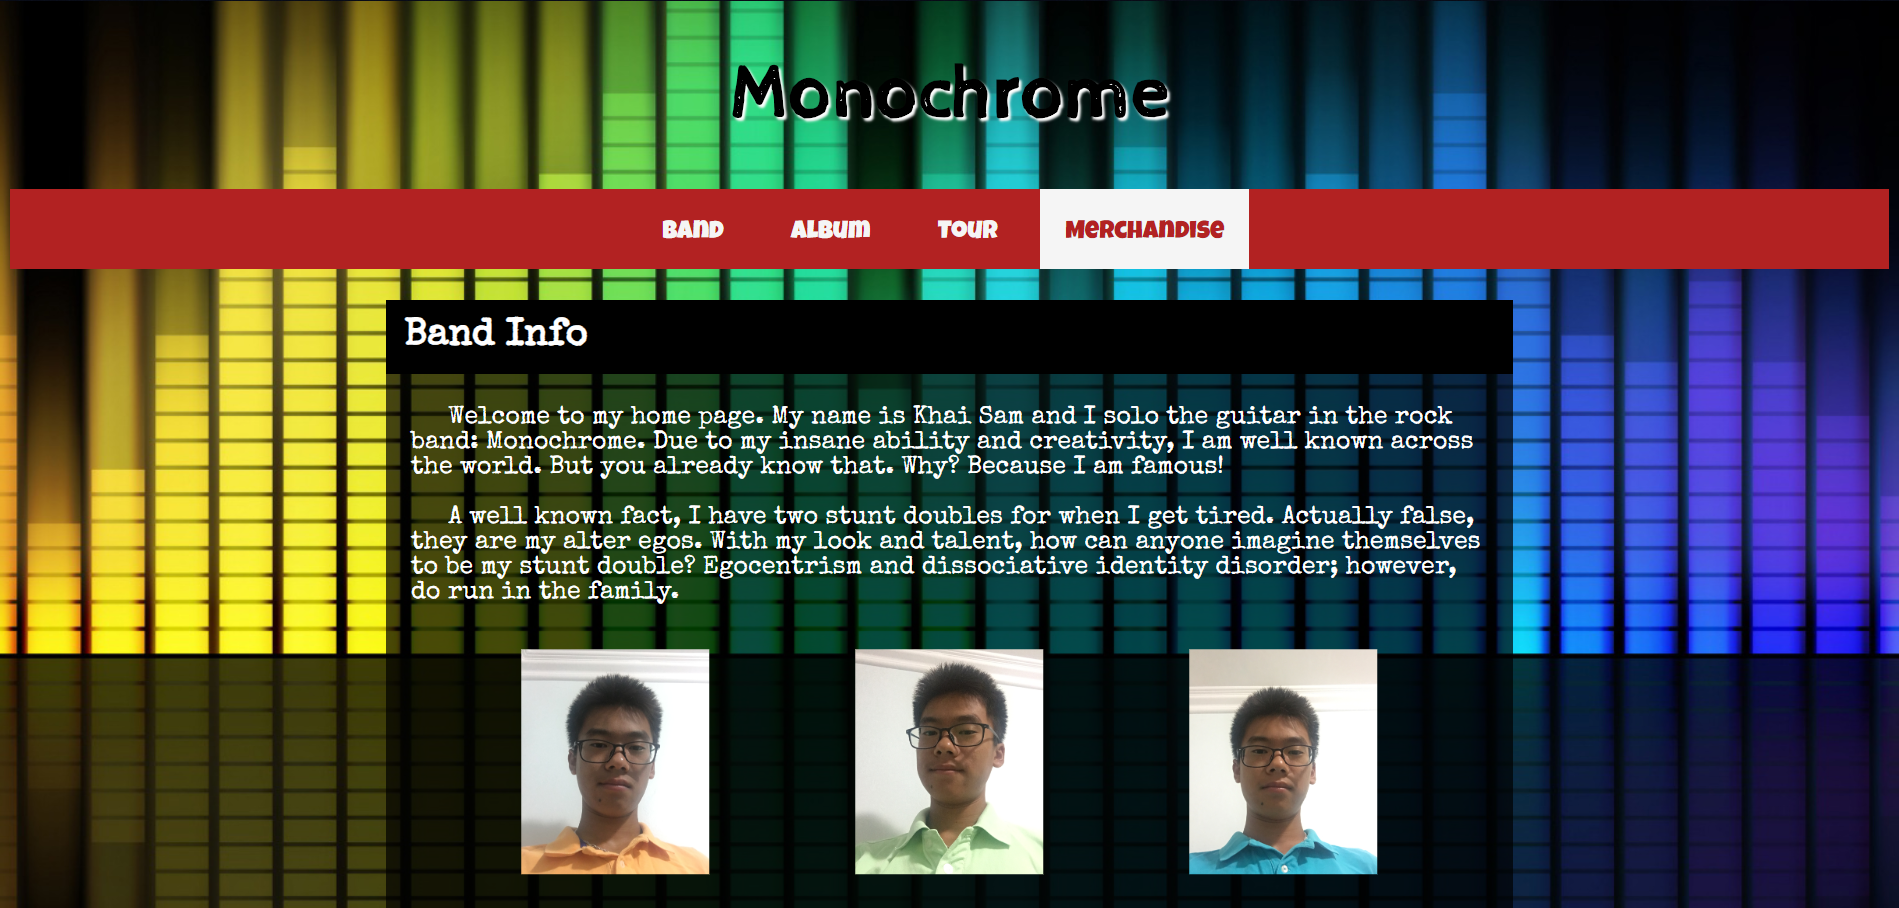 Monochrome
Band Album Tour Merchandise
Band Info
Welcome to my home page. My name is Khai Sam and I solo the guitar in the rock
band: Monochrome. Due to my insane ability and creativity, I am well known across
the world. But you already know that. Why? Because I am famous!
A well known fact, I have two stunt doubles for when I get tired. Actually false,
they are my alter egos. With my look and talent, how can anyone imagine themselves
to be my stunt double? Egocentrism and dissociative identity disorder; however,
do run in the family.